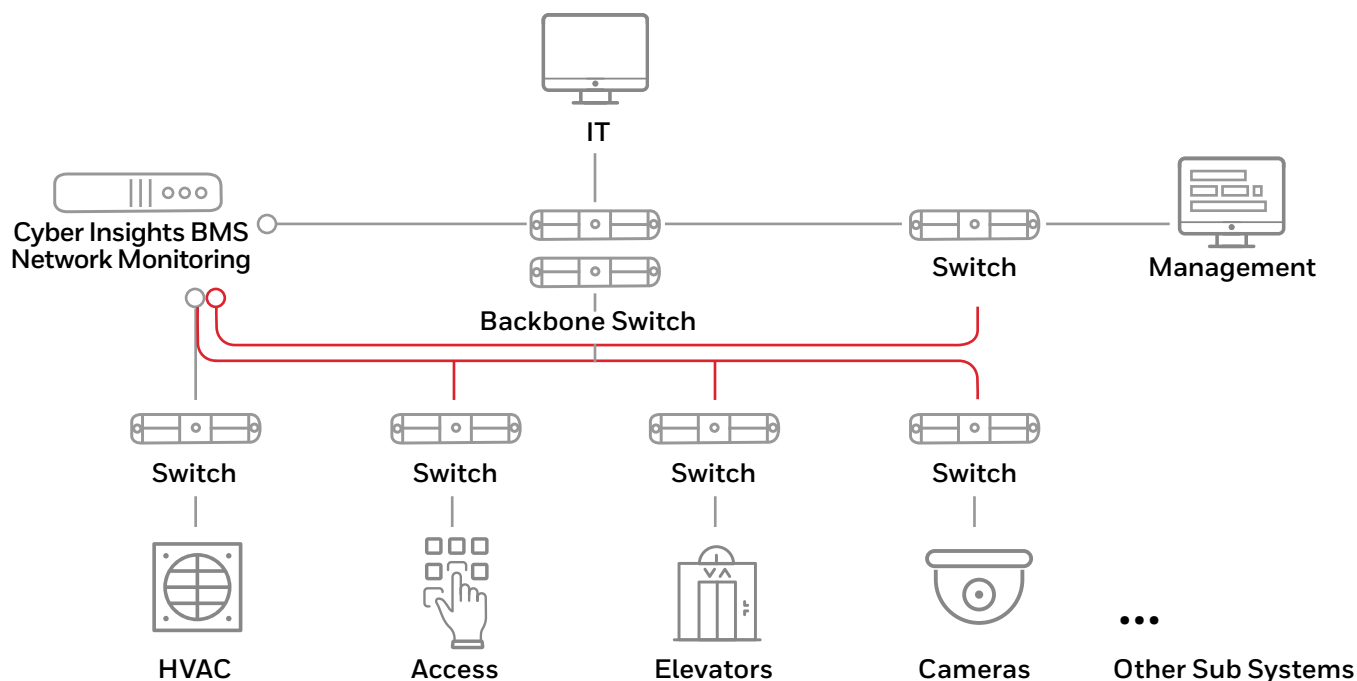 IT
Cyber Insights BMS
Network Monitoring
Switch
Management
Backbone Switch
Switch
Switch
Switch
Switch
...
HVAC
Access
Elevators
Cameras
Other Sub Systems